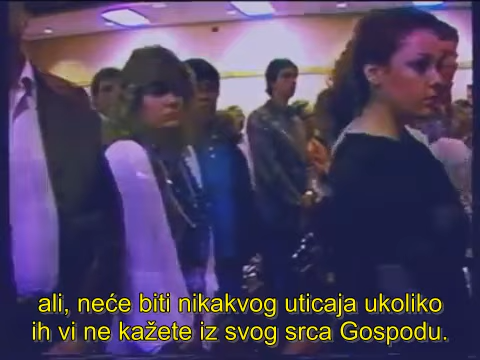 ali, neće biti nikakvog uticaja ukoliko
ih vi ne kažete iz svog srca Gospodu.